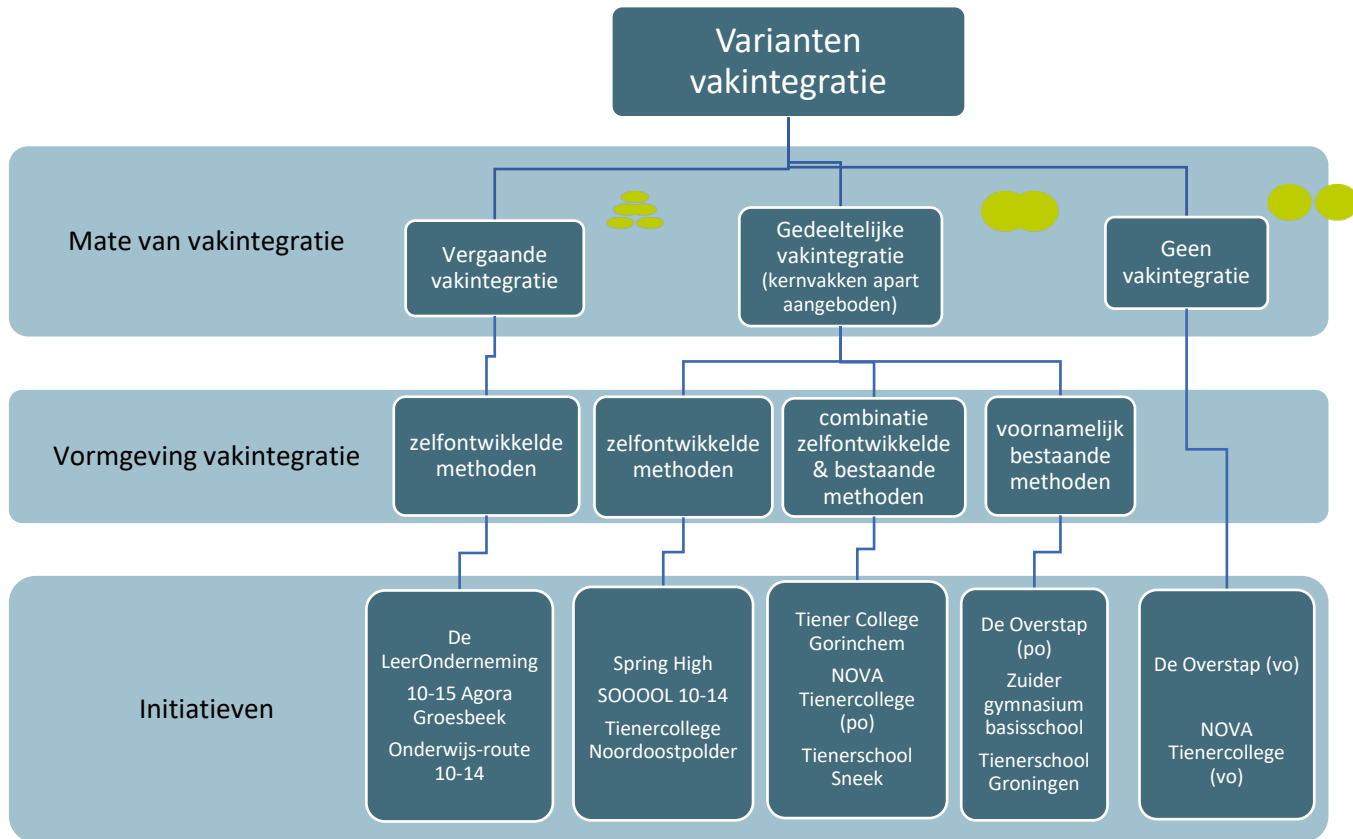 Varianten
vakintegratie
Mate van vakintegratie
Vergaande
vakintegratie
Gedeeltelijke
vakintegratie
(kernvakken apart
aangeboden)
Geen
vakintegratie
Vormgeving vakintegratie
zelfontwikkelde
methoden
zelfontwikkelde
methoden
combinatie
zelfontwikkelde
& bestaande
methoden
voornamelijk
bestaande
methoden
Initiatieven
De
LeerOnderneming
10-15 Agora
Groesbeek
Onderwijs-route
10-14
Spring High
SOOOOL 10-14
Tienercollege
Noordoostpolder
Tiener College
Gorinchem
NOVA
Tienercollege
(po)
Tienerschool
Sneek
De Overstap
(po)
Zuider
gymnasium
basisschool
Tienerschool
Groningen
De Overstap (vo)
NOVA
Tienercollege
(vo)